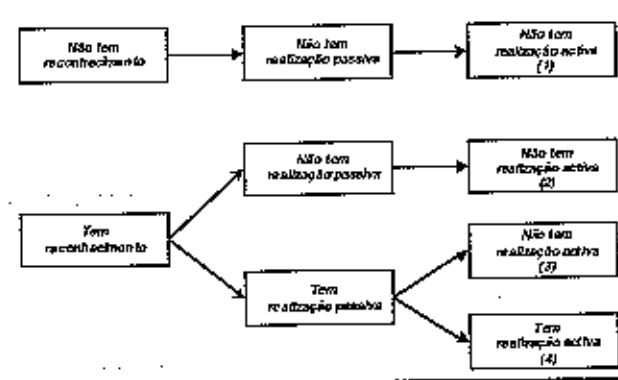 Não tem
reconhecimento
Não tem
realização passiva
Não tem
realização activa
(1)
Não tem
realização passiva
Não tem
realização activa
(2)
Tem
reconhecimento
Não tem
realização activa
(3)
Tem
realização passiva
Tem
realização activa
(4)